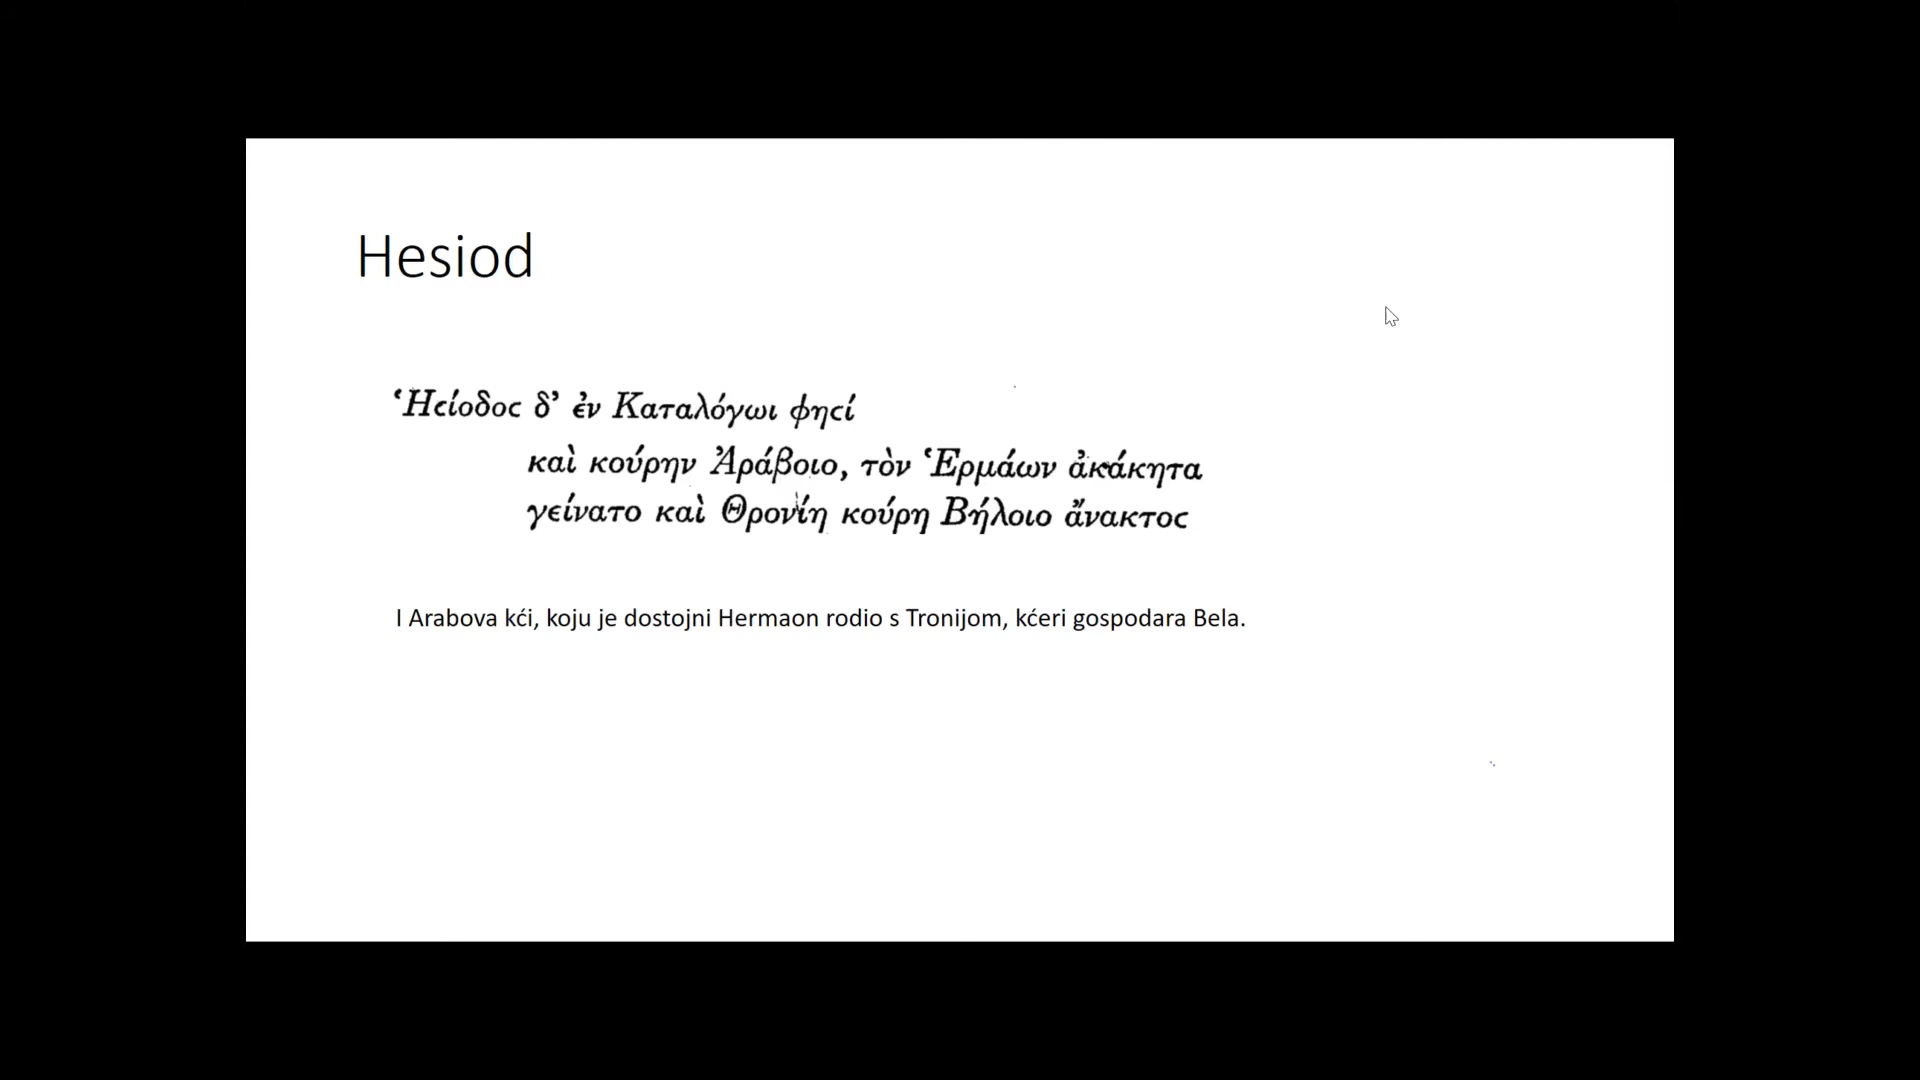 Hesiod
Ἡϲίοδοϲ δ’ ἐν Καταλόγωι φηϲί
καὶ κούρην Ἀράβοιο, τὸν Ἑρμάων ἀκάκητα
γείνατο καὶ Θρονίη κούρη Βήλοιο ἄνακτοϲ
I Arabova kći, koju je dostojni Hermaon rodio s Tronijom, kćeri gospodara Bela.